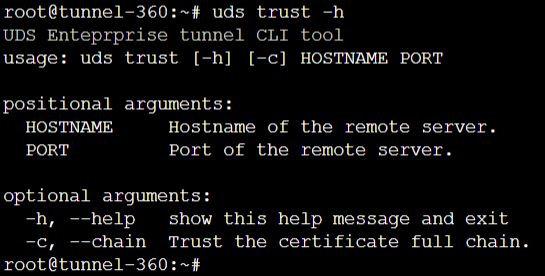 root@tunnel-360:~# uds trust -h
UDS Enteprprise tunnel CLI tool
usage: uds trust [-h] [-c] HOSTNAME PORT
positional arguments:
HOSTNAME Hostname of the remote server.
PORT Port of the remote server.
optional arguments:
-h, --help show this help message and exit
-c, --chain Trust the certificate full chain.
root@tunnel-360:~#